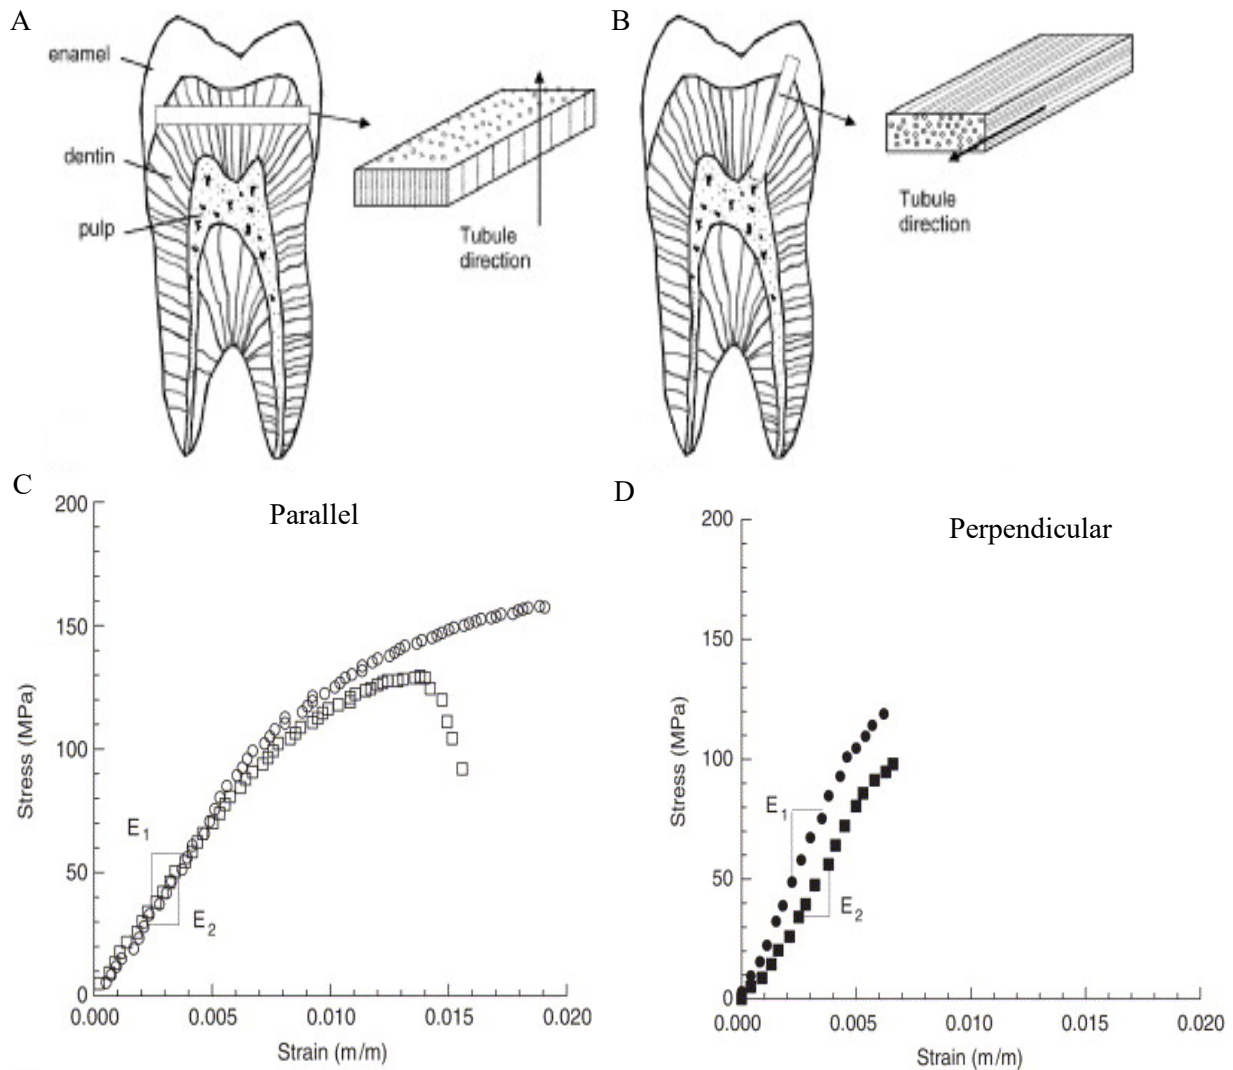 A
enamel
dentin
pulp
Tubule
direction
B
Tubule
direction
C
Parallel
200
150
100
50
0
Stress (MPa)
E1
E2
0.000
0.005
0.010
0.015
0.020
Strain (m/m)
D
Perpendicular
200
150
100
50
0
Stress (MPa)
E1
E2
0.000
0.005
0.010
0.015
0.020
Strain (m/m)